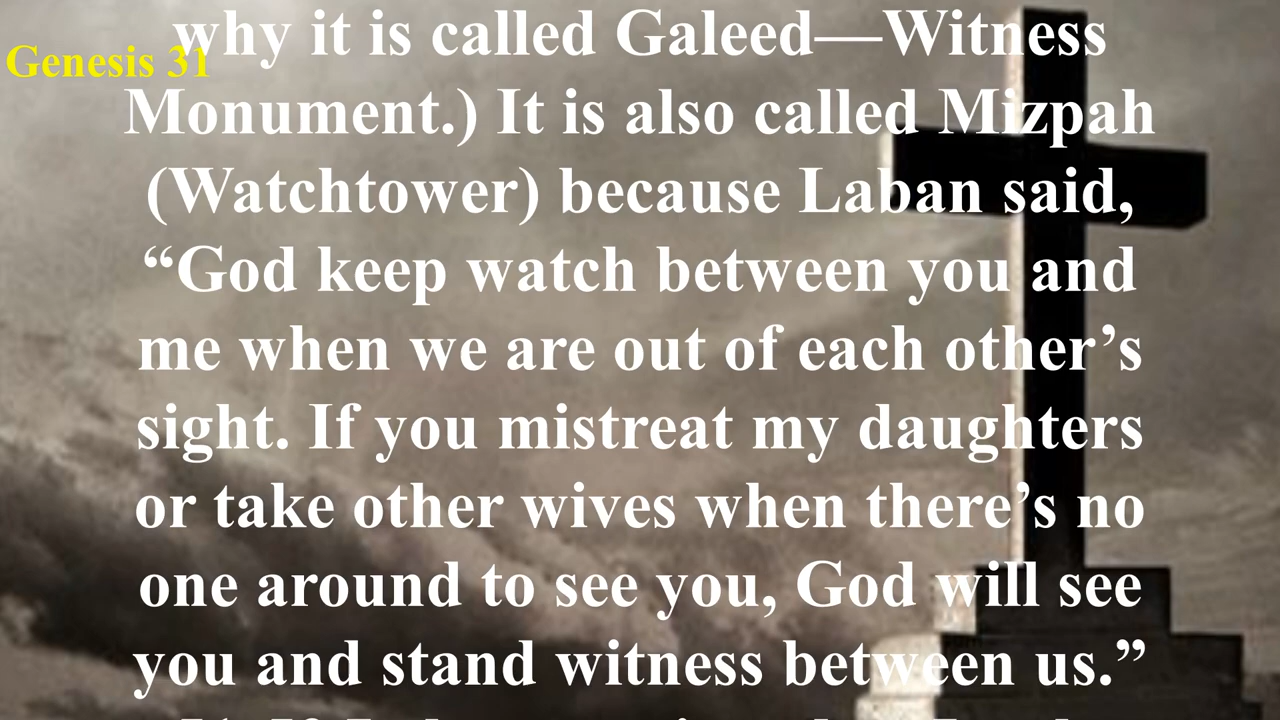 why it is called Galeed—Witness
Genesis 31
Monument.) It is also called Mizpah
(Watchtower) because Laban said,
“God keep watch between you and
me when we are out of each other’s
sight. If you mistreat my daughters
or take other wives when there’s no
one around to see you, God will see
you and stand witness between us.”